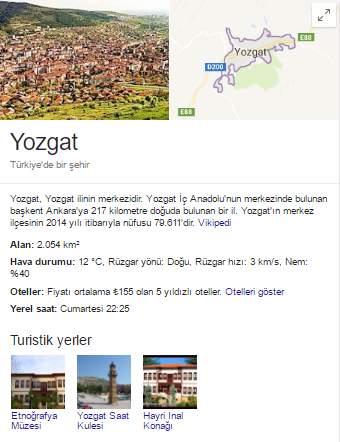 Yozgat
D200
E88
E88
Yozgat
Türkiye'de bir şehir
Yozgat, Yozgat ilinin merkezidir. Yozgat İç Anadolu'nun merkezinde bulunan
başkent Ankara'ya 217 kilometre doğuda bulunan bir il. Yozgat'ın merkez
ilçesinin 2014 yılı itibarıyla nüfusu 79.611'dir. Vikipedi
Alan: 2.054 km²
Hava durumu: 12 °C, Rüzgar yönü: Doğu, Rüzgar hızı: 3 km/s, Nem:
%40
Oteller: Fiyatı ortalama ₺155 olan 5 yıldızlı oteller. Otelleri göster
Yerel saat: Cumartesi 22:25
Turistik yerler
Etnoğrafya
Müzesi
Yozgat Saat
Kulesi
Hayri İnal
Konağı